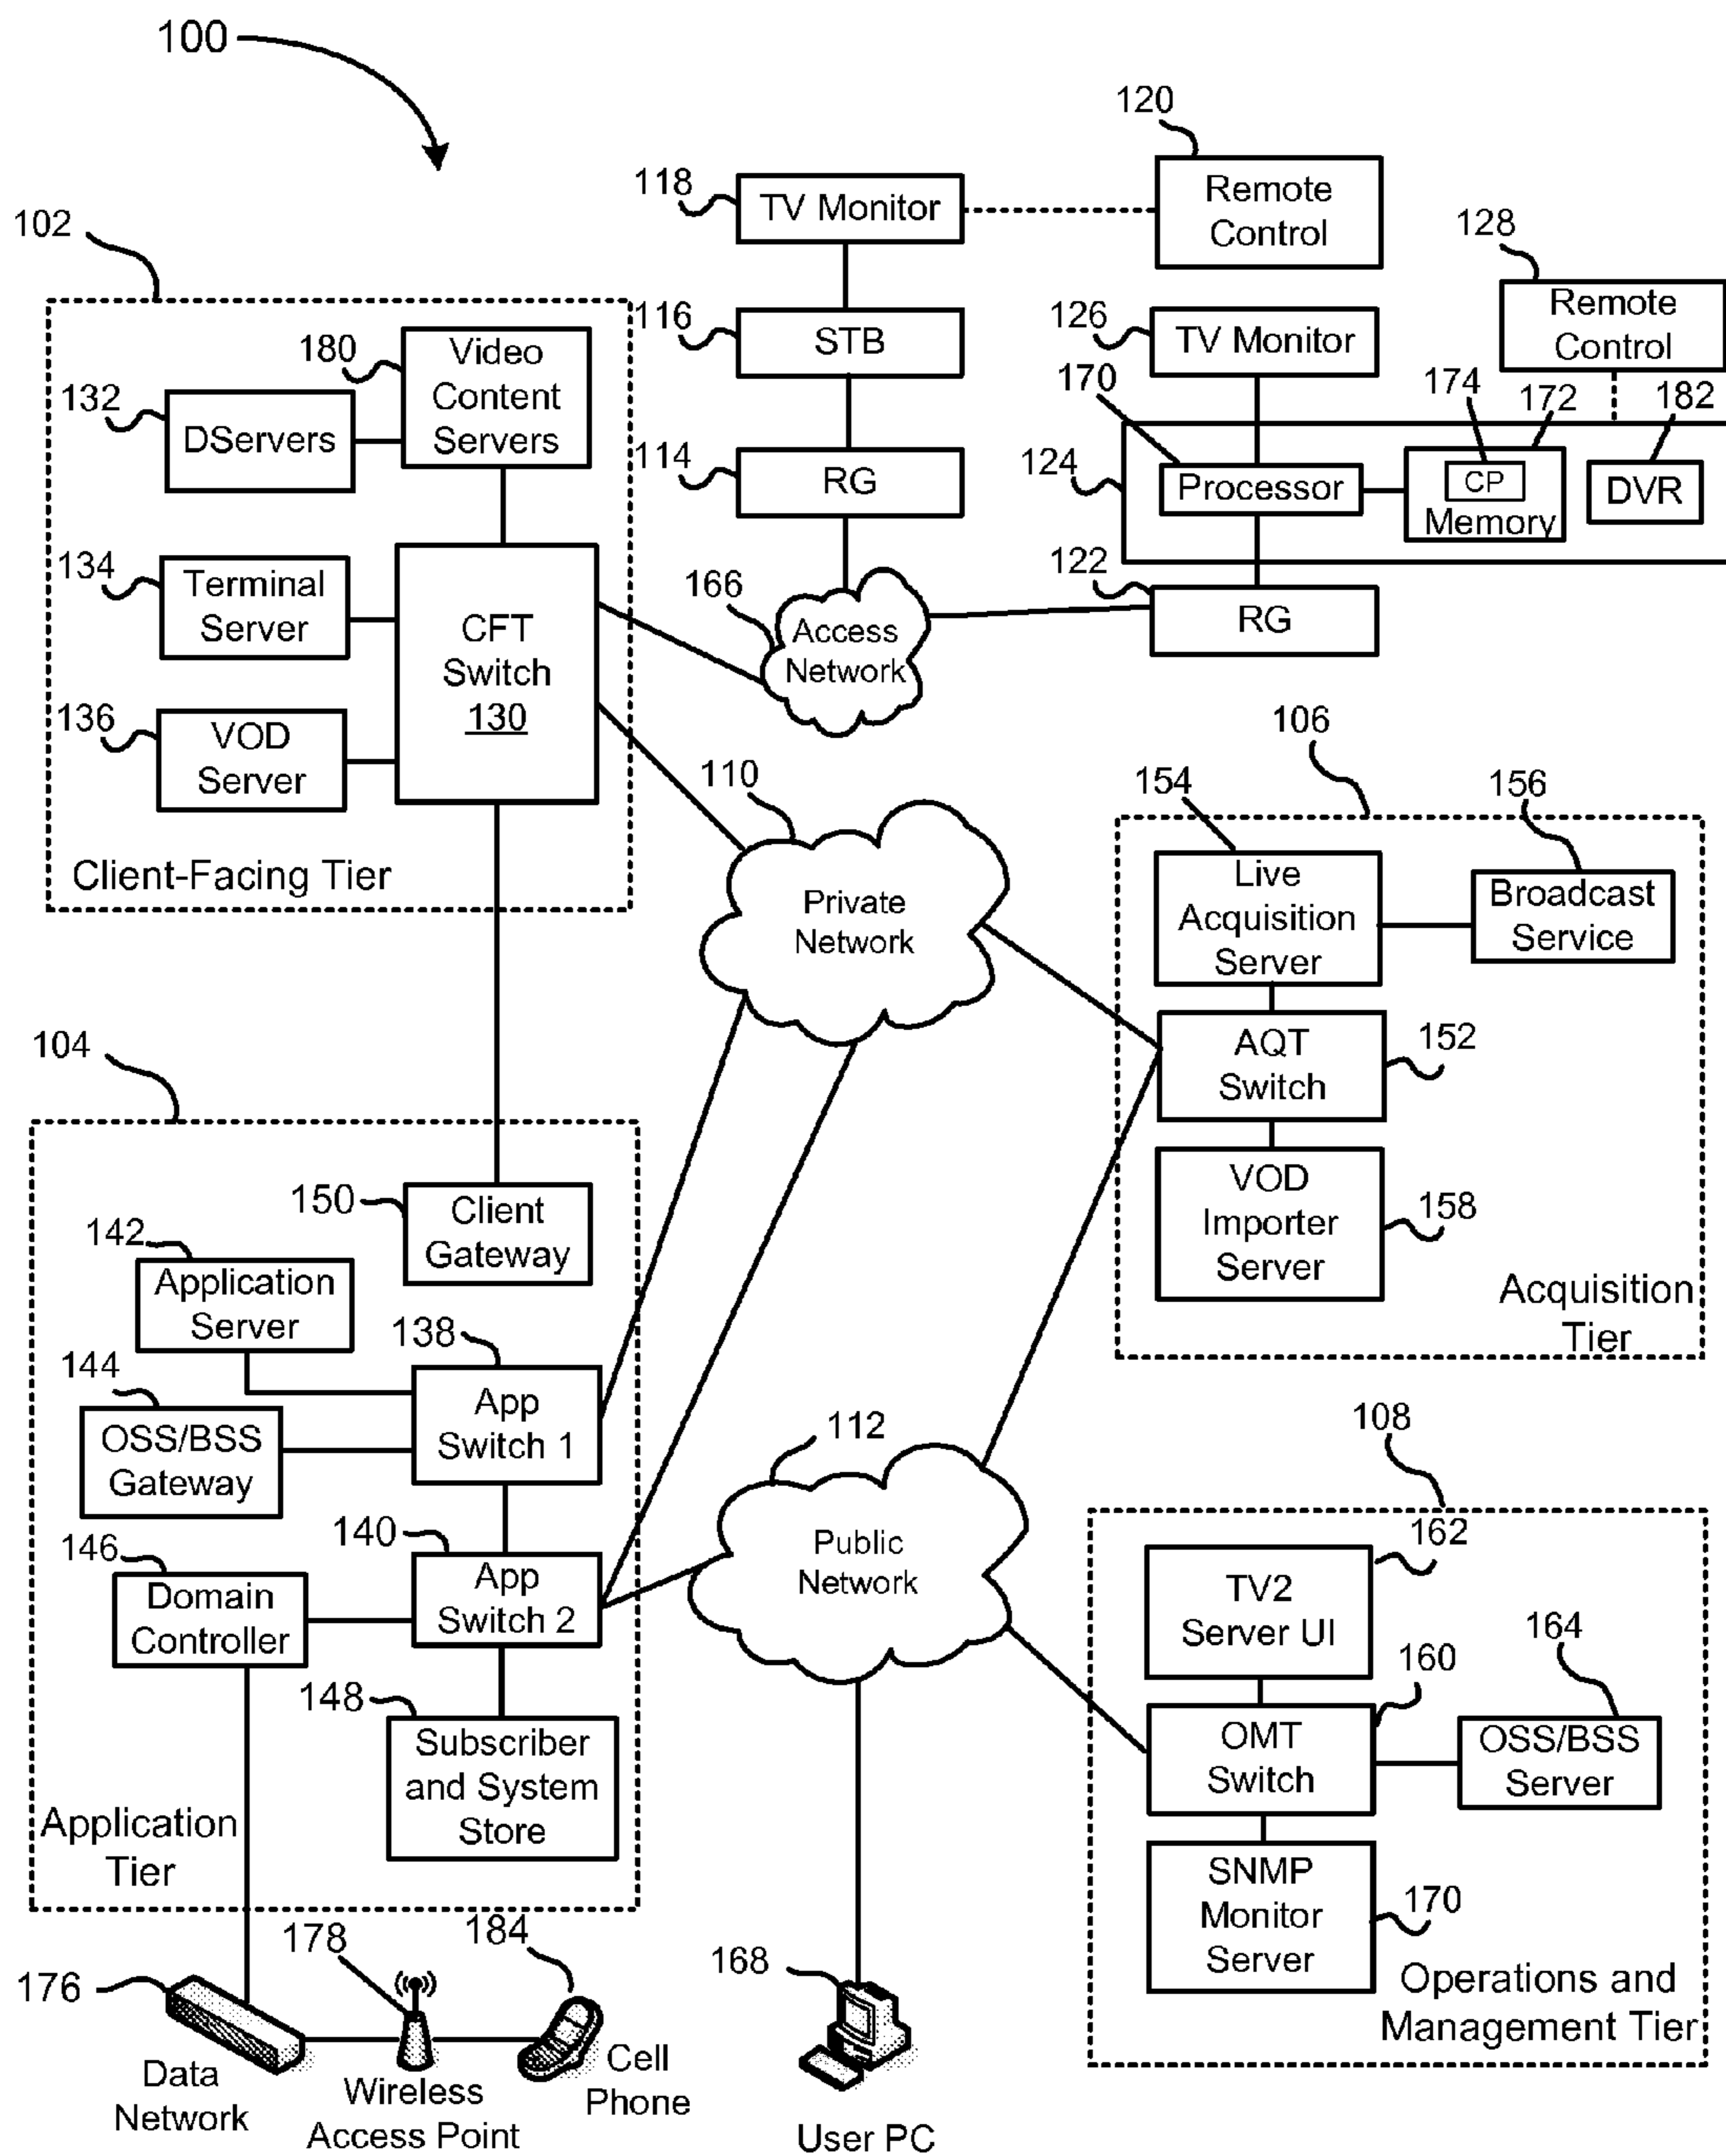 100
120
118
TV Monitor
Remote
Control
128
102
Remote
Control
116
STB
126
TV Monitor
180
Video
Content
Servers
132
DServers
170
174
172
182
114
RG
124
Processor
CP
Memory
DVR
134
Terminal
Server
CFT
Switch
130
166
Access
Network
122
RG
136
VOD
Server
106
110
154
156
Client-Facing Tier
Private
Network
Live
Acquisition
Server
Broadcast
Service
104
AQT
Switch
152
150
Client
Gateway
VOD
Importer
Server
158
142
Application
Server
Acquisition
Tier
138
144
App
Switch 1
OSS/BSS
Gateway
112
108
140
146
App
Switch 2
Domain
Controller
Public
Network
162
TV2
Server UI
164
160
148
Subscriber
and System
Store
OMT
Switch
OSS/BSS
Server
Application
Tier
SNMP
Monitor
Server
170
178
184
168
176
Operations and
Management Tier
Data
Network
Wireless
Access Point
Cell
Phone
User PC